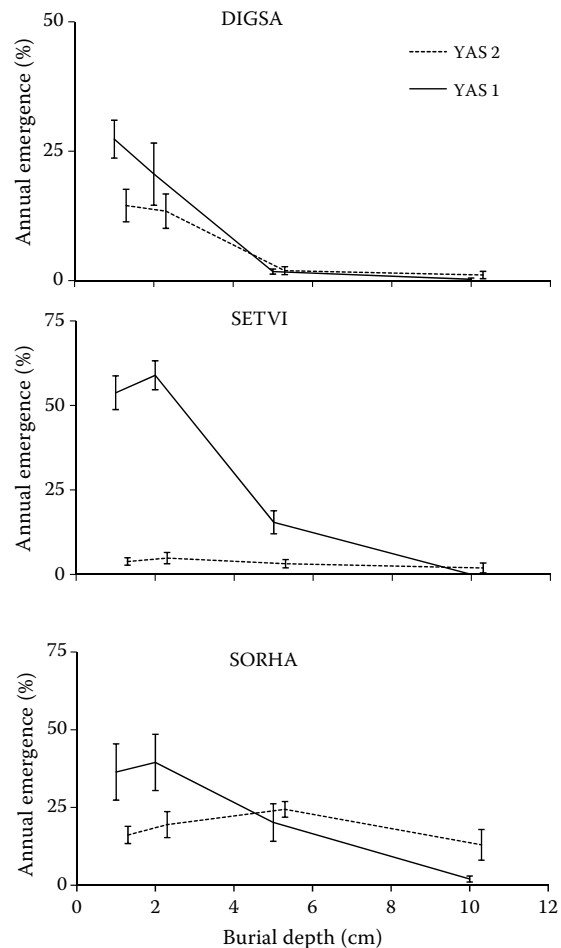 DIGSA
50
25
0
Annual emergence (%)
YAS 2
YAS 1
SETVI
75
50
25
0
Annual emergence (%)
SORHA
75
50
25
0
Annual emergence (%)
0 2 4 6 8 10 12
Burial depth (cm)